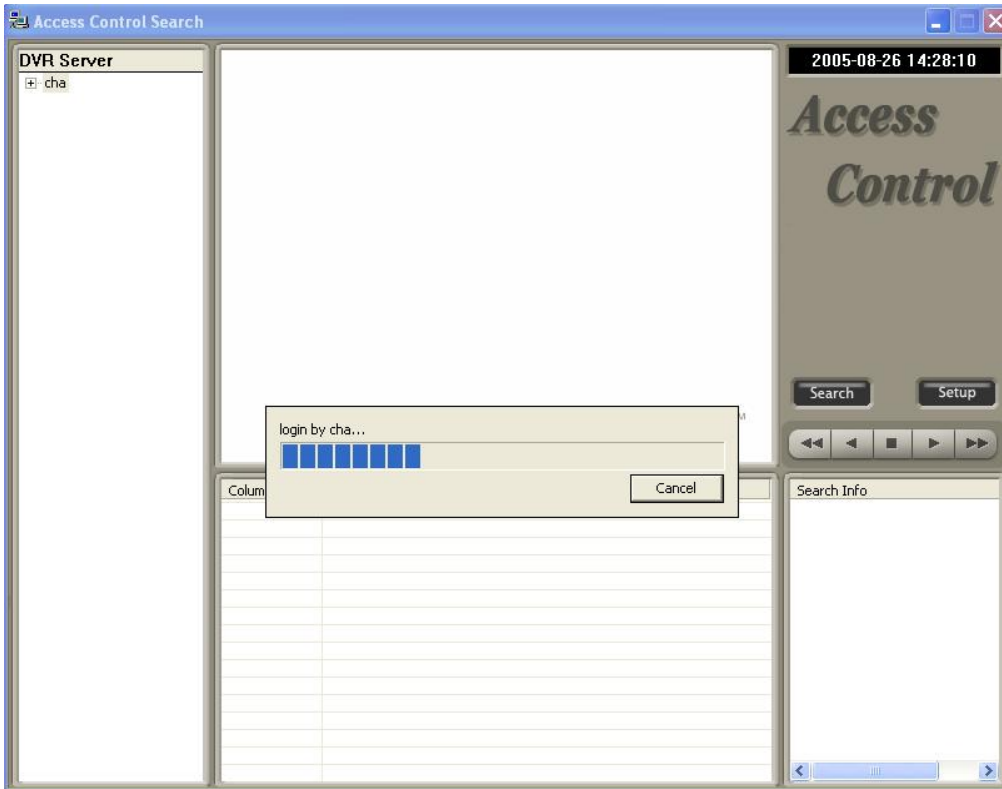 Access Control Search
DVR Server
cha
2005-08-26 14:28:10
Access
Control
Search
Setup
login by cha...
Cancel
Search Info